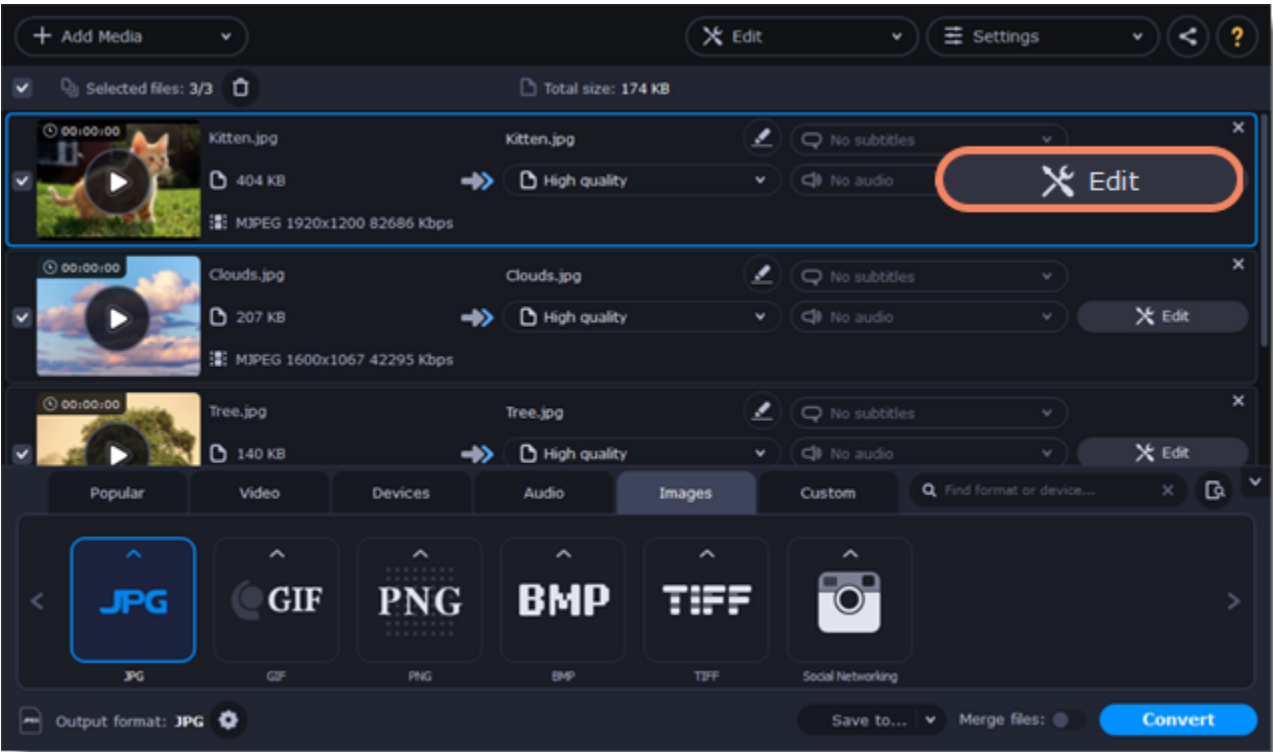 + Add Media
Edit
Settings
?
Selected files: 3/3
Total size: 174 KB
00:00:00
Kitten.jpg
Kitten.jpg
No subtitles
404 KB
High quality
No audio
Edit
MJPEG 1920x1200 82686 Kbps
00:00:00
Clouds.jpg
Clouds.jpg
No subtitles
207 KB
High quality
No audio
Edit
MJPEG 1600x1067 42295 Kbps
00:00:00
Tree.jpg
Tree.jpg
No subtitles
140 KB
High quality
No audio
Edit
Popular
Video
Devices
Audio
Images
Custom
Find format or device...
JPG
GIF
PNG
BMP
TIFF
JPG
GIF
PNG
BMP
TIFF
Social Networking
Output format: JPG
Save to...
Merge files:
Convert